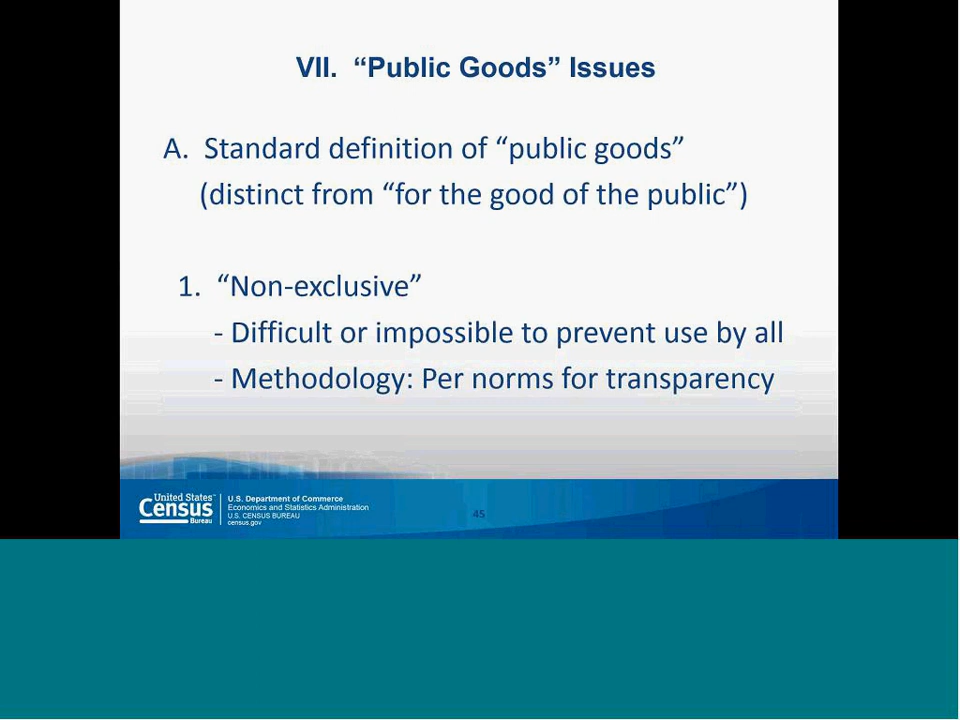 VII. “Public Goods” Issues
A. Standard definition of “public goods”
(distinct from “for the good of the public”)
1. “Non-exclusive”
- Difficult or impossible to prevent use by all
- Methodology: Per norms for transparency
United States™
Census
Bureau
U.S. Department of Commerce
Economics and Statistics Administration
U.S. CENSUS BUREAU
census.gov
45